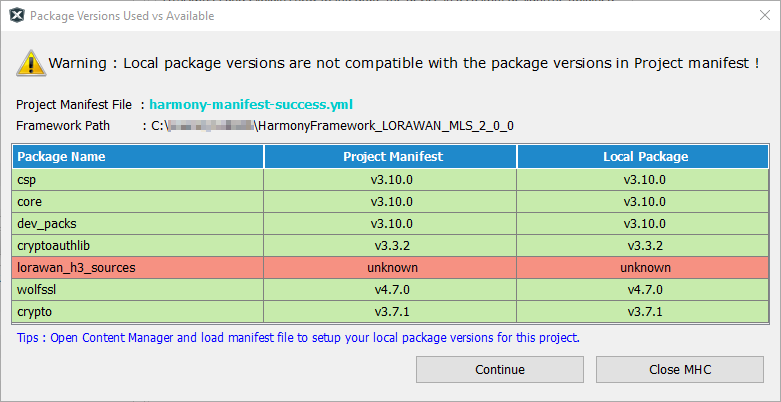 Package Versions Used vs Available
Warning : Local package versions are not compatible with the package versions in Project manifest !
Project Manifest File : harmony-manifest-success.yml
Framework Path : C:\ \HarmonyFramework_LORAWAN_MLS_2_0_0
Package Name Project Manifest Local Package
csp v3.10.0 v3.10.0
core v3.10.0 v3.10.0
dev_packs v3.10.0 v3.10.0
cryptoauthlib v3.3.2 v3.3.2
lorawan_h3_sources unknown unknown
wolfssl v4.7.0 v4.7.0
crypto v3.7.1 v3.7.1
Tips : Open Content Manager and load manifest file to setup your local package versions for this project.
Continue Close MHC